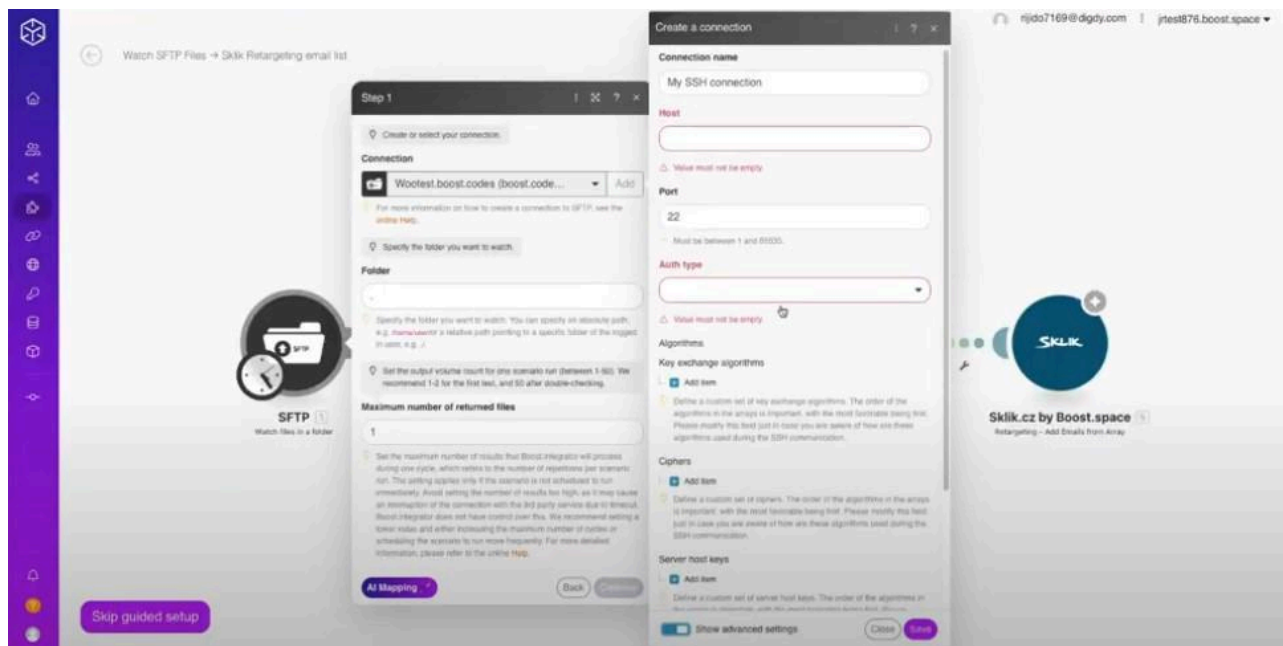 rijido7169@digdy.com
jrtest876.boost.space
Watch SFTP Files → Sklik Retargeting email list
Step 1
Create or select your connection.
Connection
Wootest.boost.codes (boost.code...
Add
For more information on how to create a connection to SFTP, see the
online Help.
Specify the folder you want to watch.
Folder
Specify the folder you want to watch. You can specify an absolute path,
e.g. /home/user or a relative path pointing to a specific folder of the logged
in user, e.g. ./
Set the output volume count for one scenario run (between 1-50). We
recommend 1-2 for the first test, and 50 after double-checking.
Maximum number of returned files
1
Set the maximum number of results that Boost.integrator will process
during one cycle, which refers to the number of repetitions per scenario
run. The setting applies only if the scenario is not scheduled to run
immediately. Avoid setting the number of results too high, as it may cause
an interruption of the connection with the 3rd party service due to timeout.
Boost.integrator does not have control over this. We recommend setting a
lower value and either increasing the maximum number of cycles or
scheduling the scenario to run more frequently. For more detailed
information, please refer to the online Help.
AI Mapping
Back
Skip guided setup
SFTP
SFTP 1
Watch files in a folder
Create a connection
Connection name
My SSH connection
Host
Value must not be empty.
Port
22
Must be between 1 and
Auth type
Value must not be empty.
Algorithms
Key exchange algorithms
Add item
Define a custom set of key exchange algorithms. The order of the
algorithms in the arrays is important, with the most favorable being first.
Please modify this field just in case you are aware of how are these
algorithms used during the SSH communication.
Ciphers
Add item
Define a custom set of ciphers. The order of the algorithms in the arrays
is important, with the most favorable being first. Please modify this field
just in case you are aware of how are these algorithms used during the
SSH communication.
Server host keys
Add item
Define a custom set of server host keys. The order of the algorithms in
Show advanced settings
Close
Save
SKLIK
Sklik.cz by Boost.space
Retargeting - Add Emails from Array